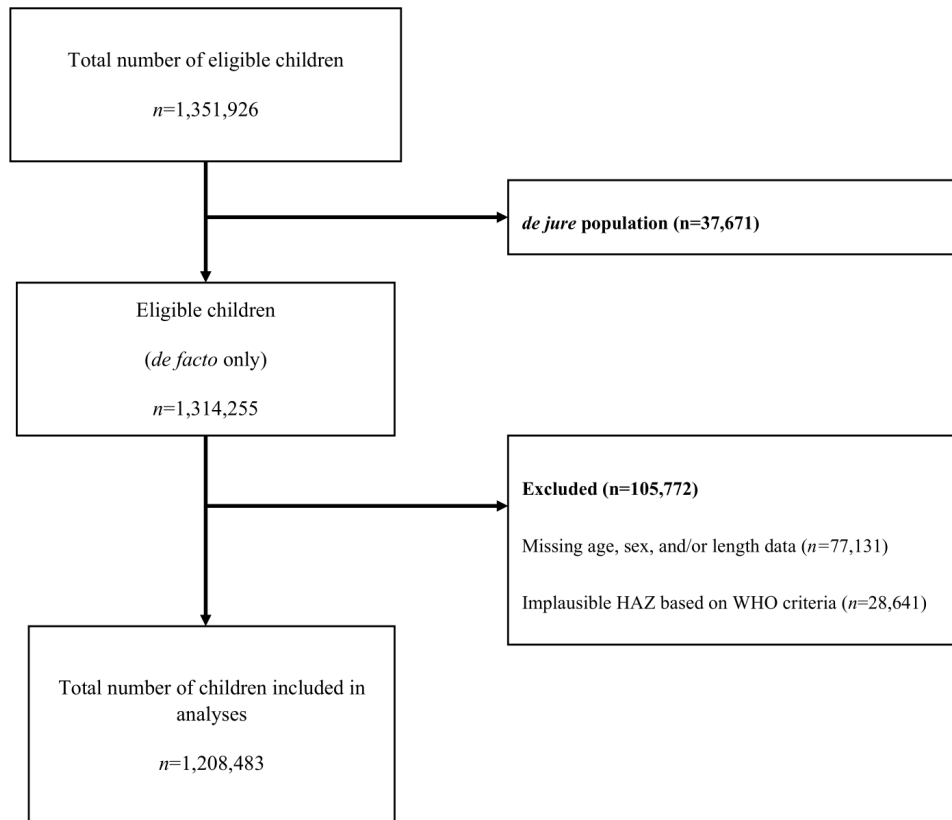 Total number of eligible children
n=1,351,926
de jure population (n=37,671)
Eligible children
(de facto only)
n=1,314,255
Excluded (n=105,772)
Missing age, sex, and/or length data (n=77,131)
Implausible HAZ based on WHO criteria (n=28,641)
Total number of children included in
analyses
n=1,208,483